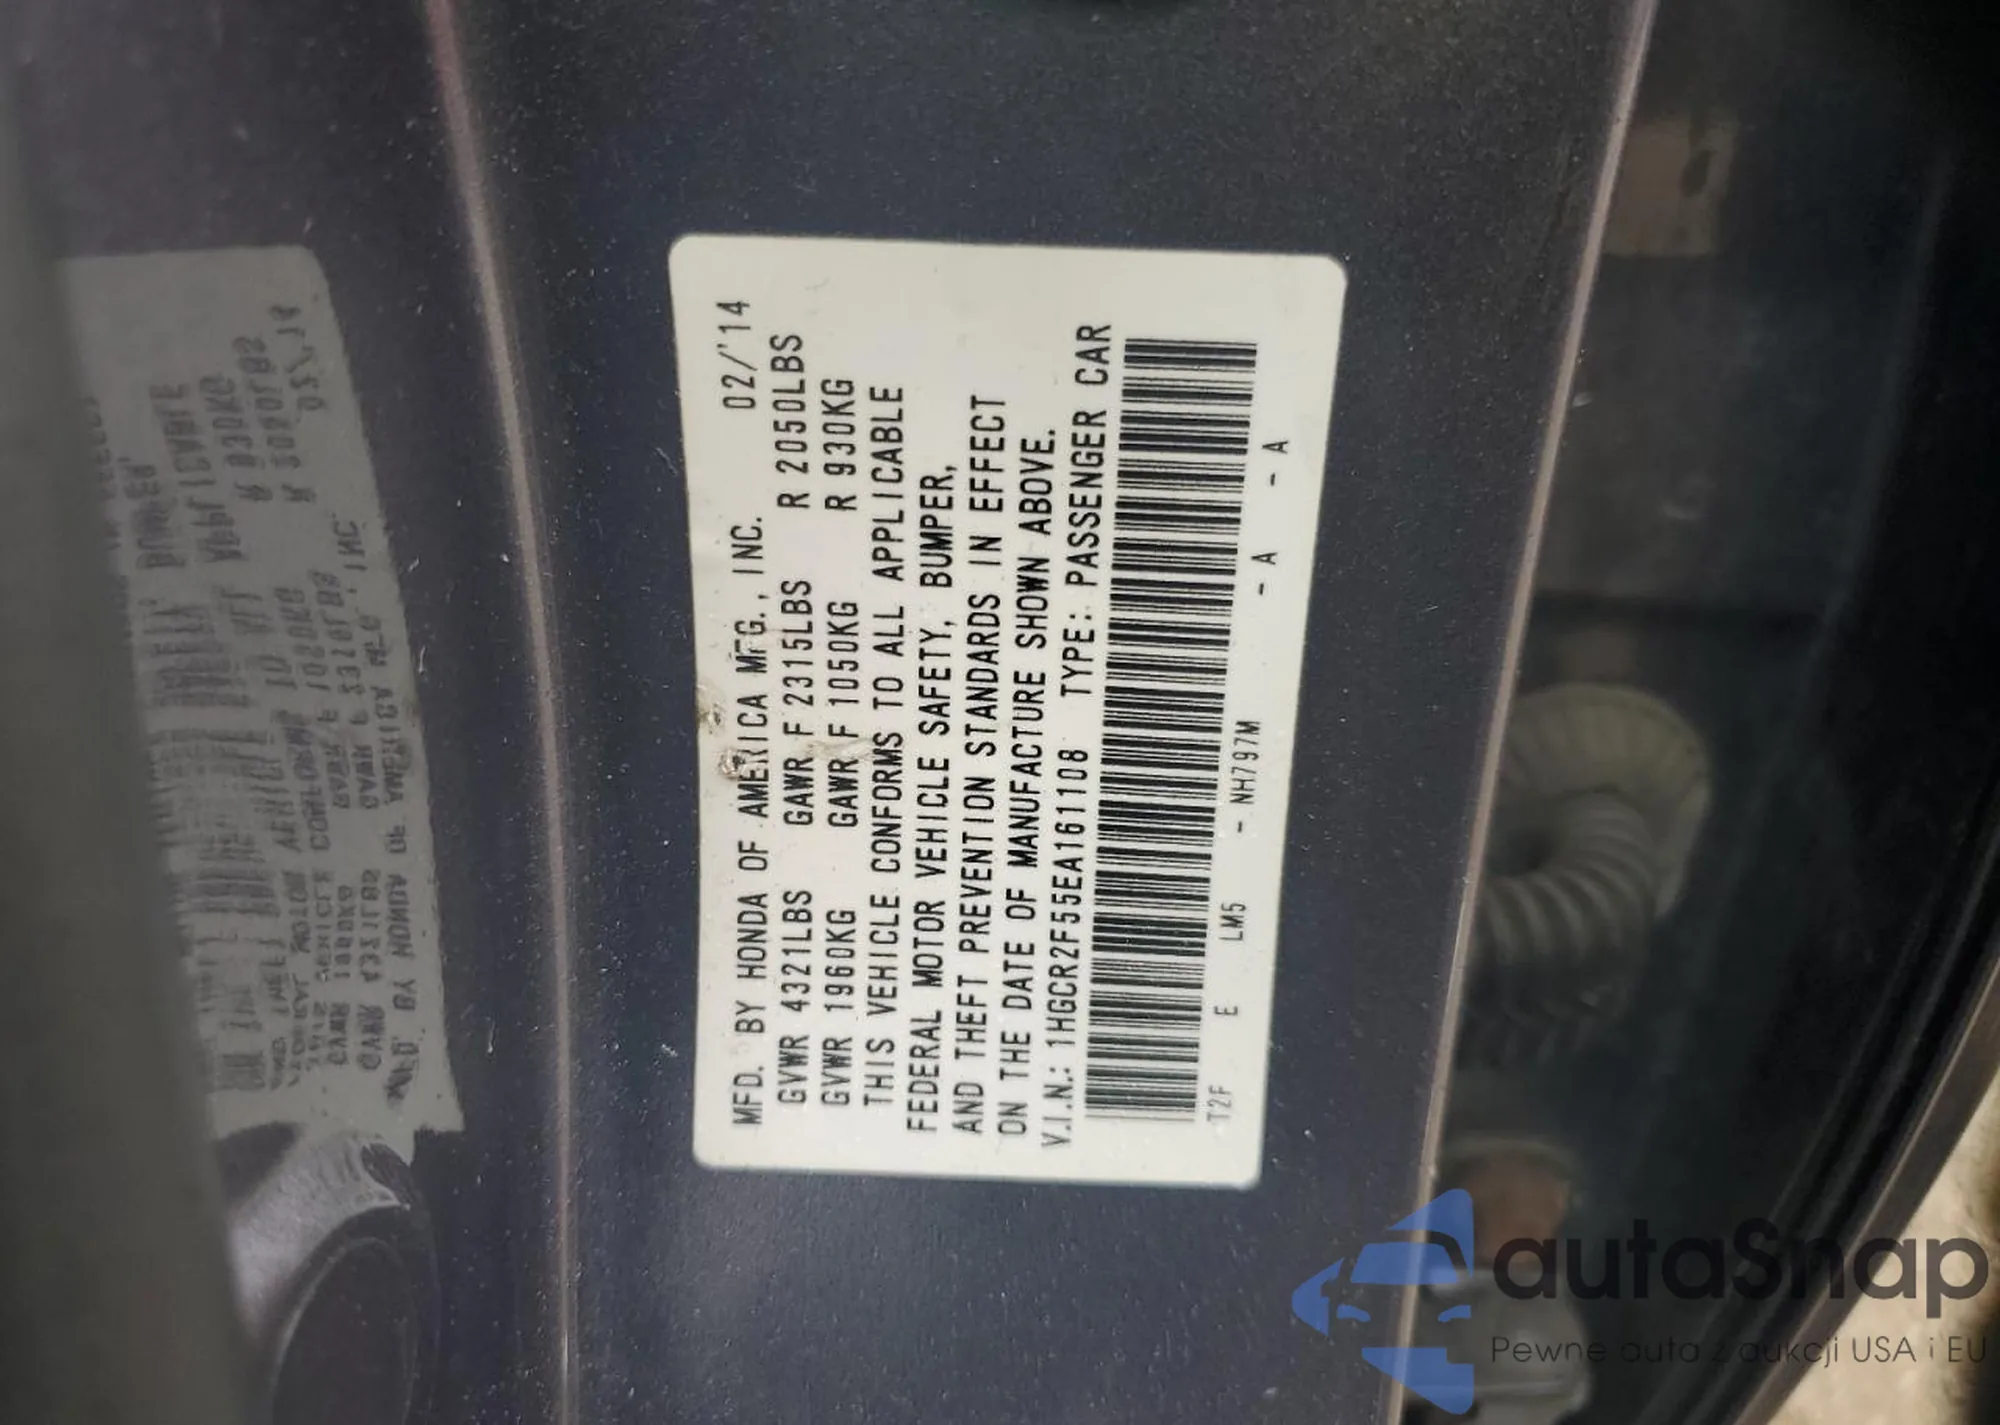 MFD. BY HONDA OF AMERICA MFG., INC. 02/'14
GVWR 4321LBS GAWR F 2315LBS R 2050LBS
GVWR 1960KG GAWR F 1050KG R 930KG
THIS VEHICLE CONFORMS TO ALL APPLICABLE
FEDERAL MOTOR VEHICLE SAFETY, BUMPER,
AND THEFT PREVENTION STANDARDS IN EFFECT
ON THE DATE OF MANUFACTURE SHOWN ABOVE.
V.I.N.: 1HGCR2F55EA161108 TYPE: PASSENGER CAR
T2F E LM5 - NH797M - A - A
autaSnap
Pewne auta z aukcji USA i EU